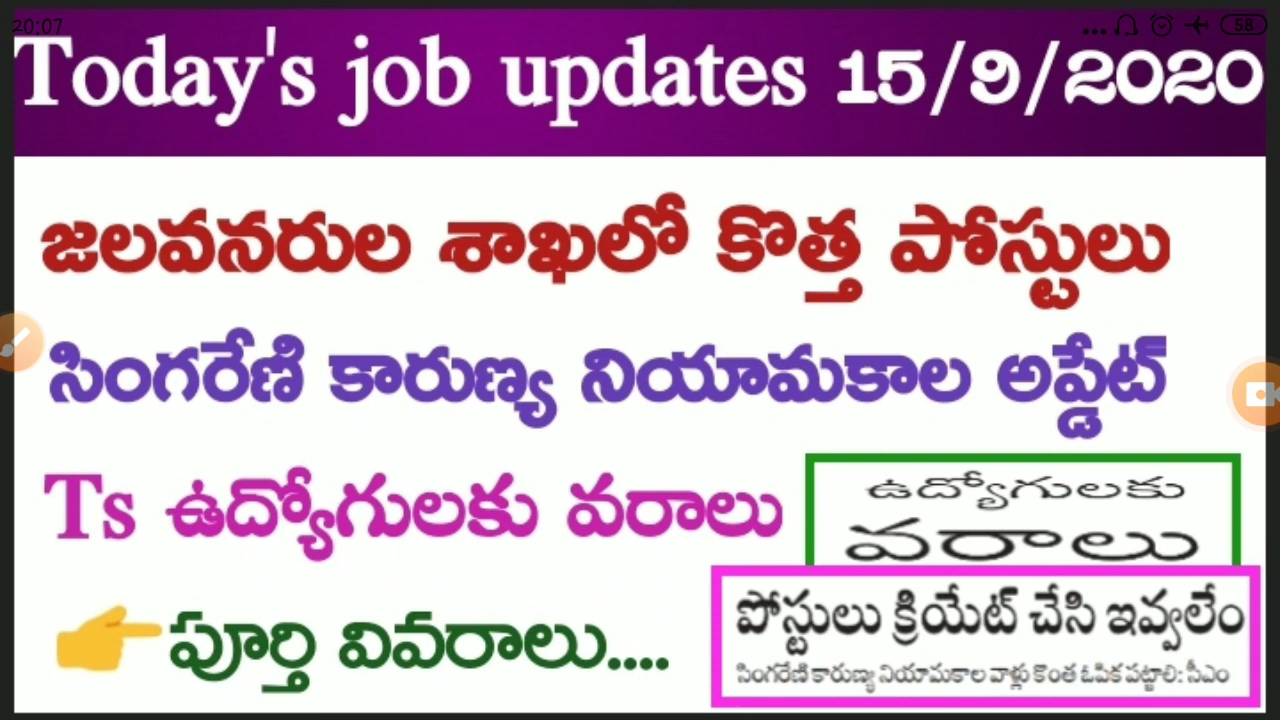 20:07
58
Today's job updates 15/9/2020
జలవనరుల శాఖలో కొత్త పోస్టులు
సింగరేణి కారుణ్య నియామకాల అప్డేట్
Ts ఉద్యోగులకు వరాలు
ఉద్యోగులకు
వరాలు
👉పూర్తి వివరాలు....
పోస్టులు క్రియేట్ చేసి ఇవ్వలేం
సింగరేణి కారుణ్య నియామకాల వాళ్లు కొంత ఓపిక పట్టాలి: సీఎం